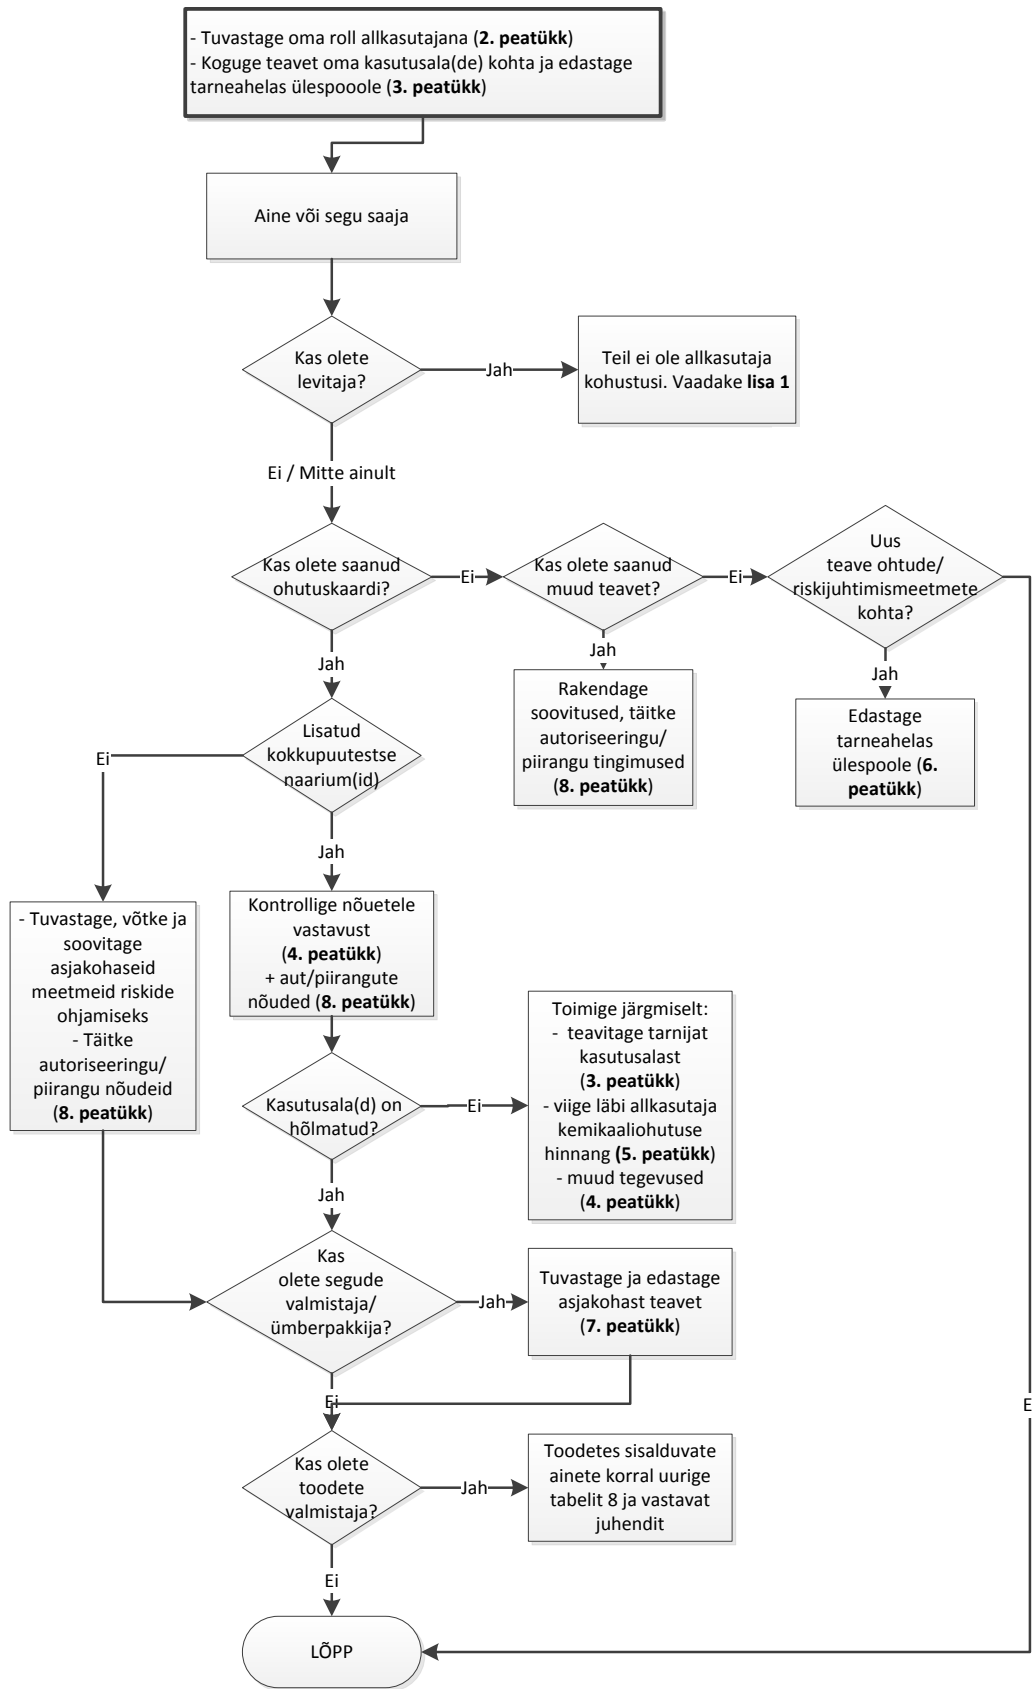 - Tuvastage oma roll allkasutajana (2. peatükk)
- Koguge teavet oma kasutusala(de) kohta ja edastage
tarneahelas ülespooole (3. peatükk)
Aine või segu saaja
Kas olete
levitaja?
Jah
Teil ei ole allkasutaja
kohustusi. Vaadake lisa 1
Ei / Mitte ainult
Kas olete saanud
ohutuskaardi?
Ei
Kas olete saanud
muud teavet?
Ei
Uus
teave ohtude/
riskijuhtimismeetmete
kohta?
Jah
Jah
Jah
Rakendage
soovitused, täitke
autoriseeringu/
piirangu tingimused
(8. peatükk)
Edastage
tarneahelas
ülespoole (6.
peatükk)
Lisatud
kokkupuutestse
naarium(id)
Ei
Jah
- Tuvastage, võtke ja
soovitage
asjakohaseid
meetmeid riskide
ohjamiseks
- Täitke
autoriseeringu/
piirangu nõudeid
(8. peatükk)
Kontrollige nõuetele
vastavust
(4. peatükk)
+ aut/piirangute
nõuded (8. peatükk)
Kasutusala(d) on
hõlmatud?
Ei
Toimige järgmiselt:
- teavitage tarnijat
kasutusalast
(3. peatükk)
- viige läbi allkasutaja
kemikaaliohutuse
hinnang (5. peatükk)
- muud tegevused
(4. peatükk)
Jah
Kas
olete segude
valmistaja/
ümberpakkija?
Jah
Tuvastage ja edastage
asjakohast teavet
(7. peatükk)
Ei
E
Kas olete
toodete
valmistaja?
Jah
Toodetes sisalduvate
ainete korral uurige
tabelit 8 ja vastavat
juhendit
Ei
LÕPP